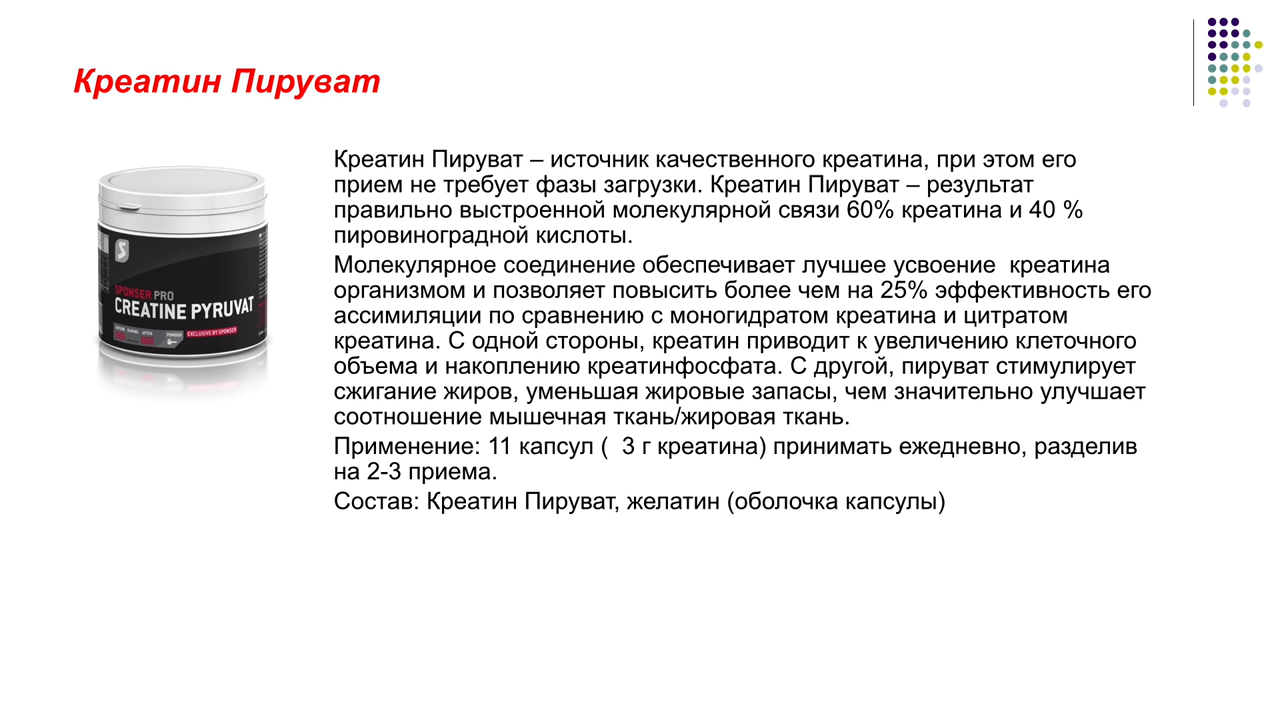 Креатин Пируват
Креатин Пируват – источник качественного креатина, при этом его
прием не требует фазы загрузки. Креатин Пируват – результат
правильно выстроенной молекулярной связи 60% креатина и 40 %
пировиноградной кислоты.
Молекулярное соединение обеспечивает лучшее усвоение  креатина
организмом и позволяет повысить более чем на 25% эффективность его
ассимиляции по сравнению с моногидратом креатина и цитратом
креатина. С одной стороны, креатин приводит к увеличению клеточного
объема и накоплению креатинфосфата. С другой, пируват стимулирует
сжигание жиров, уменьшая жировые запасы, чем значительно улучшает
соотношение мышечная ткань/жировая ткань.
Применение: 11 капсул (  3 г креатина) принимать ежедневно, разделив
на 2-3 приема.
Состав: Креатин Пируват, желатин (оболочка капсулы)
S
SPONSER PRO
CREATINE PYRUVAT
BEFORE DURING AFTER POWDER
EXCLUSIVE BY SPONSER